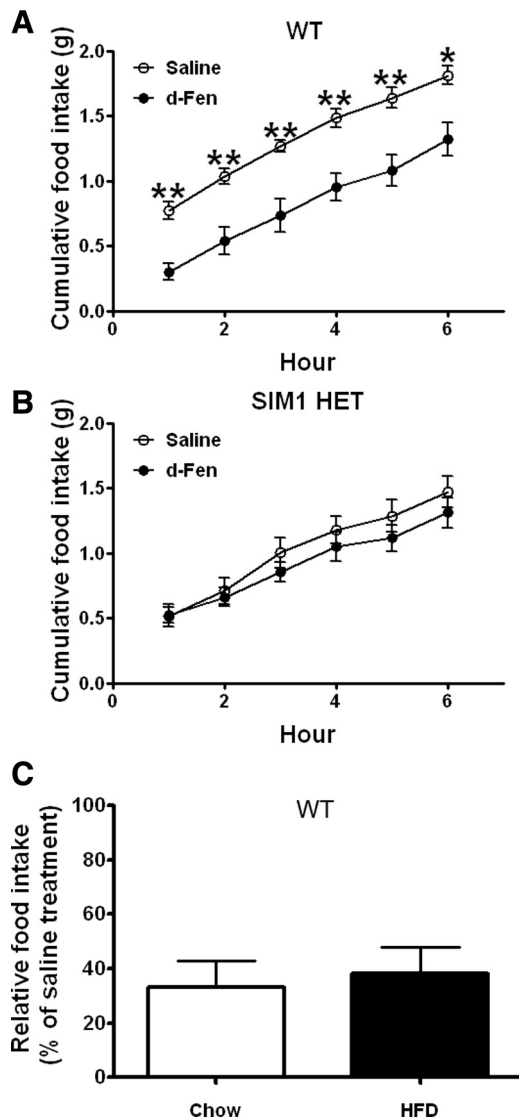 A
WT
Cumulative food intake (g)
2.0
1.5
1.0
0.5
0.0
Saline
d-Fen
**
**
**
**
**
*
0
2
4
6
Hour
B
SIM1 HET
Cumulative food intake (g)
2.0
1.5
1.0
0.5
0.0
Saline
d-Fen
0
2
4
6
Hour
C
WT
Relative food intake
(% of saline treatment)
100
80
60
40
20
0
Chow
HFD